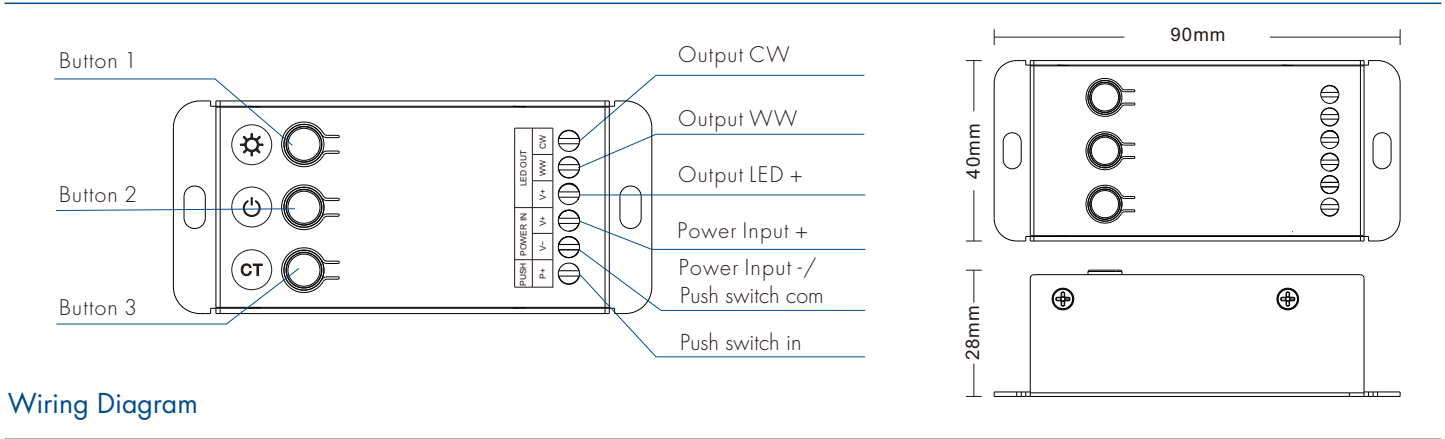 Button 1
Button 2
Button 3
CT
LED OUT
POWER IN
PUSH
CW
WW
V+
V+
V-
P+
Output CW
Output WW
Output LED +
Power Input +
Power Input -/
Push switch com
Push switch in
90mm
40mm
28mm
Wiring Diagram